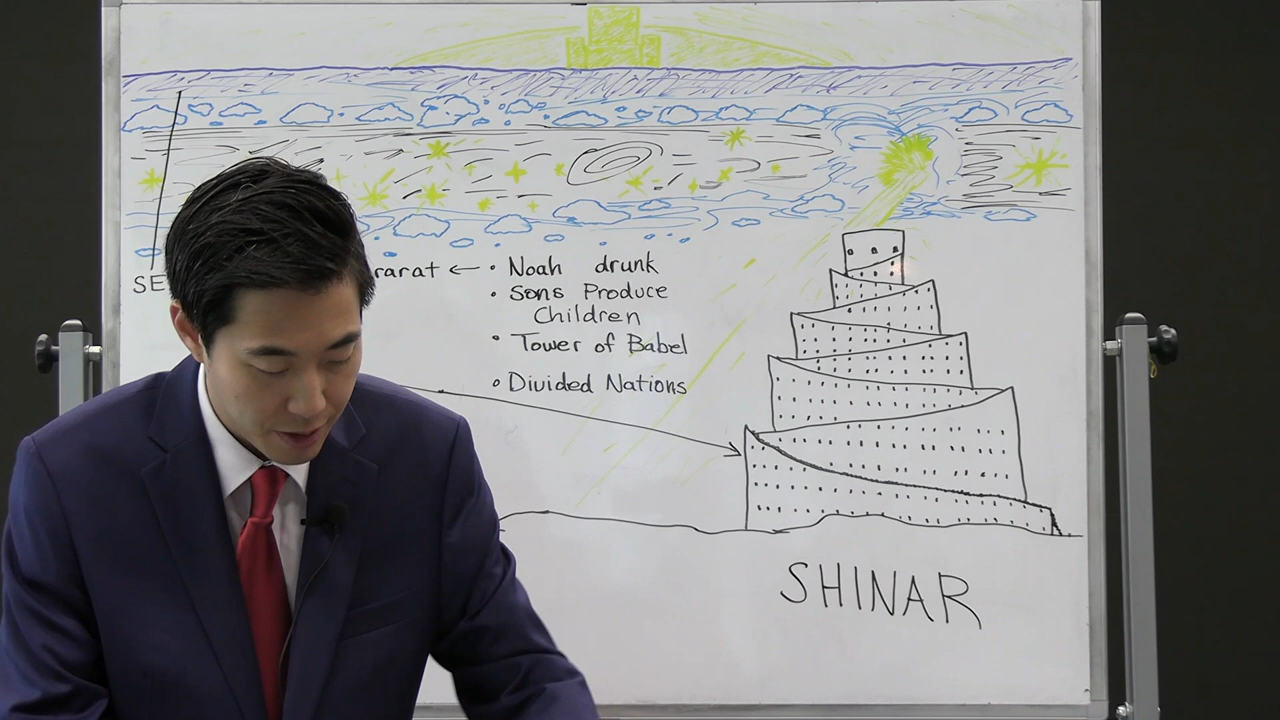 SE
rarat ← • Noah drunk
• Sons Produce
Children
• Tower of Babel
• Divided Nations
SHINAR